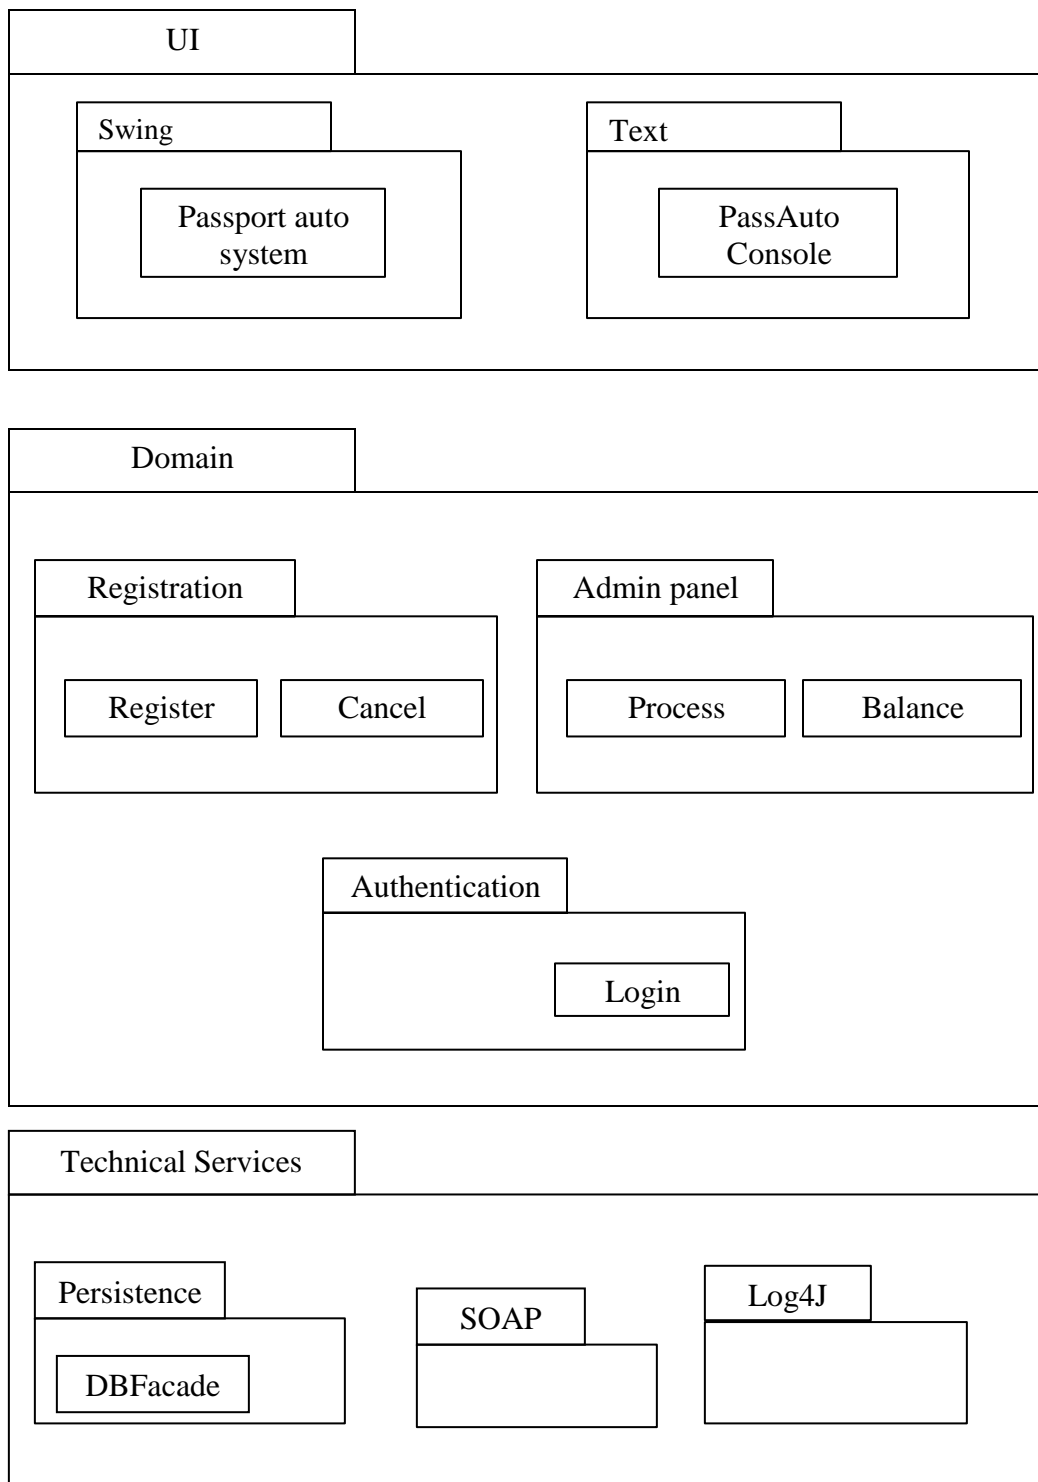 UI
Swing
Text
Passport auto
system
PassAuto
Console
Domain
Registration
Admin panel
Register
Cancel
Process
Balance
Authentication
Login
Technical Services
Persistence
SOAP
Log4J
DBFacade